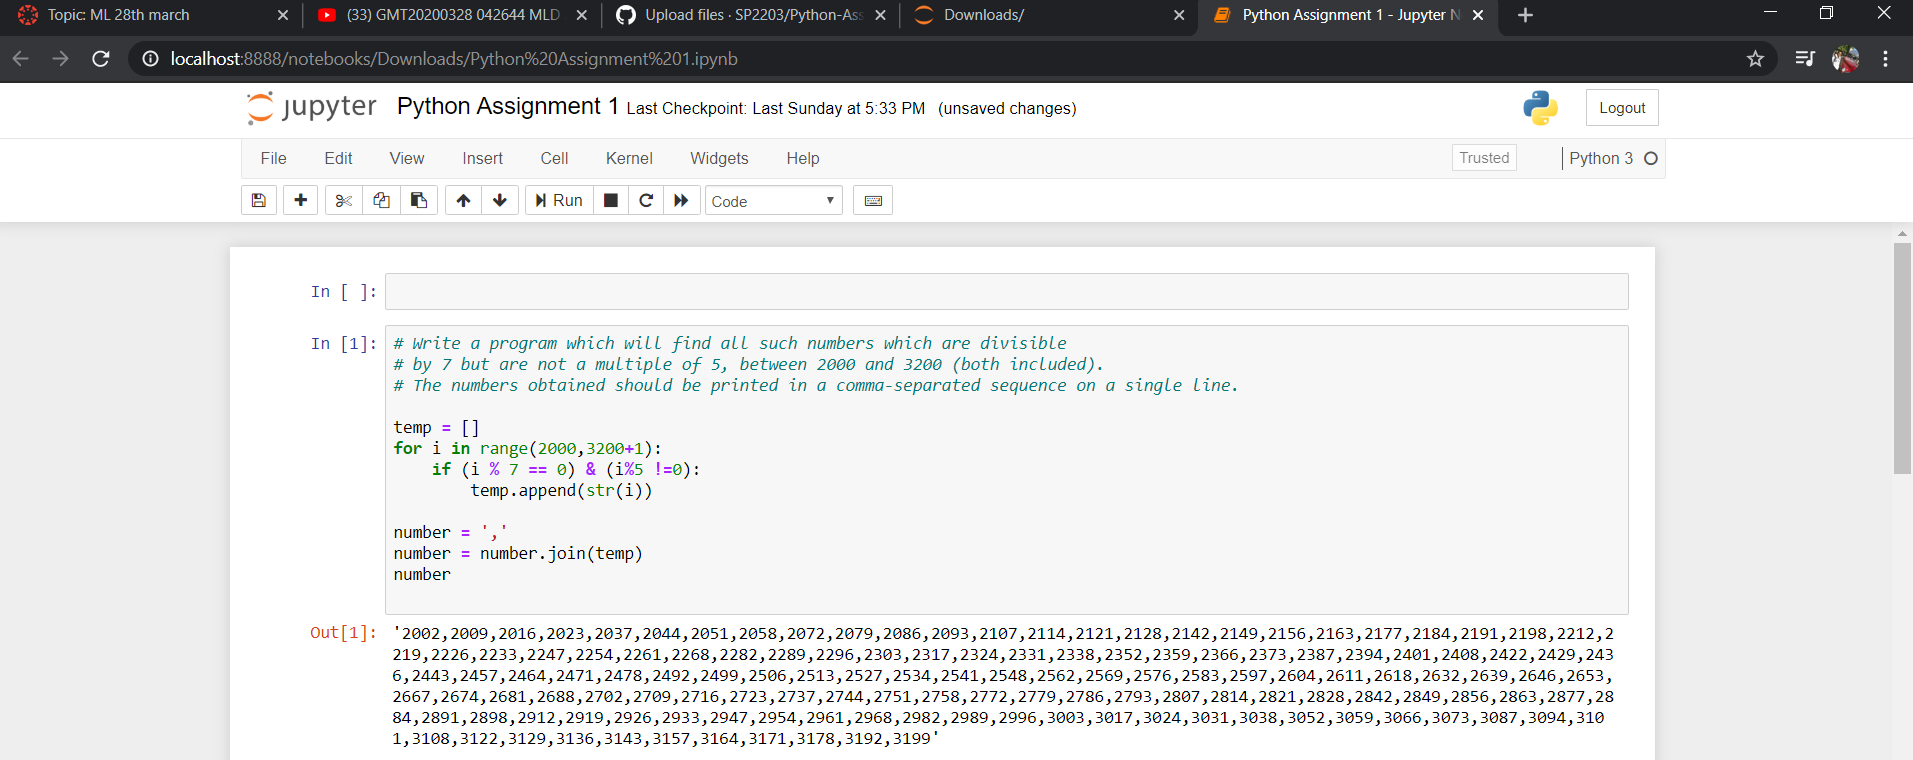 Topic: ML 28th march
(33) GMT20200328 042644 MLD
Upload files · SP2203/Python-Ass
Downloads/
Python Assignment 1 - Jupyter N
localhost:8888/notebooks/Downloads/Python%20Assignment%201.ipynb
jupyter Python Assignment 1 Last Checkpoint: Last Sunday at 5:33 PM (unsaved changes)
Logout
File Edit View Insert Cell Kernel Widgets Help
Trusted
Python 3
Run
Code
In [ ]:
In [1]:
# Write a program which will find all such numbers which are divisible
# by 7 but are not a multiple of 5, between 2000 and 3200 (both included).
# The numbers obtained should be printed in a comma-separated sequence on a single line.
temp = []
for i in range(2000,3200+1):
if (i % 7 == 0) & (i%5 !=0):
temp.append(str(i))
number = ','
number = number.join(temp)
number
Out[1]:
'2002,2009,2016,2023,2037,2044,2051,2058,2072,2079,2086,2093,2107,2114,2121,2128,2142,2149,2156,2163,2177,2184,2191,2198,2212,2
219,2226,2233,2247,2254,2261,2268,2282,2289,2296,2303,2317,2324,2331,2338,2352,2359,2366,2373,2387,2394,2401,2408,2422,2429,243
6,2443,2457,2464,2471,2478,2492,2499,2506,2513,2527,2534,2541,2548,2562,2569,2576,2583,2597,2604,2611,2618,2632,2639,2646,2653,
2667,2674,2681,2688,2702,2709,2716,2723,2737,2744,2751,2758,2772,2779,2786,2793,2807,2814,2821,2828,2842,2849,2856,2863,2877,28
84,2891,2898,2912,2919,2926,2933,2947,2954,2961,2968,2982,2989,2996,3003,3017,3024,3031,3038,3052,3059,3066,3073,3087,3094,310
1,3108,3122,3129,3136,3143,3157,3164,3171,3178,3192,3199'